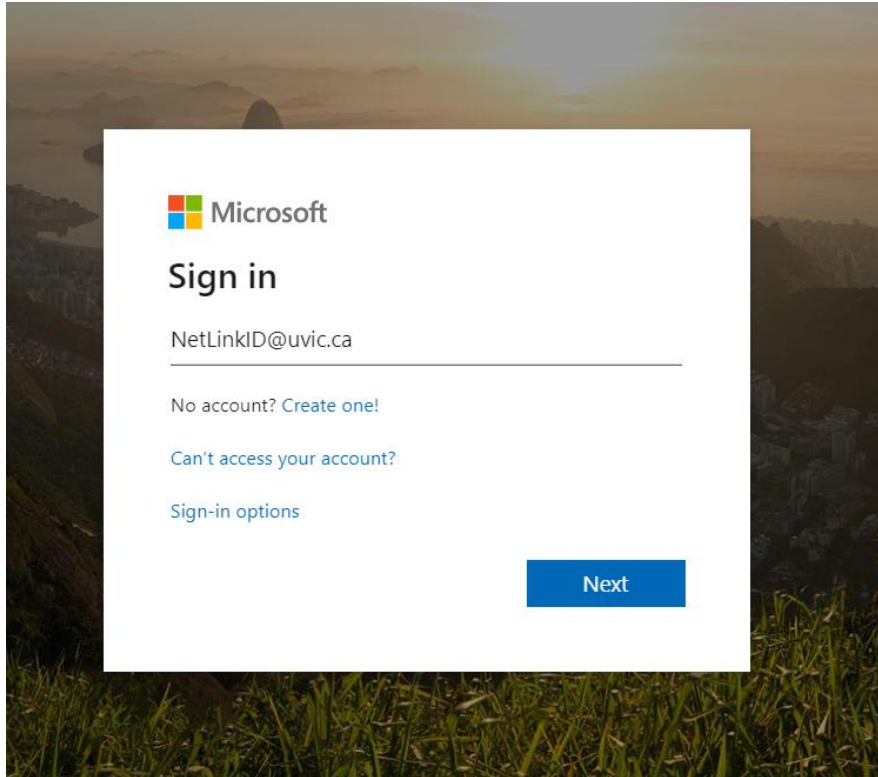 Microsoft
Sign in
NetLinkID@uvic.ca
No account? Create one!
Can't access your account?
Sign-in options
Next